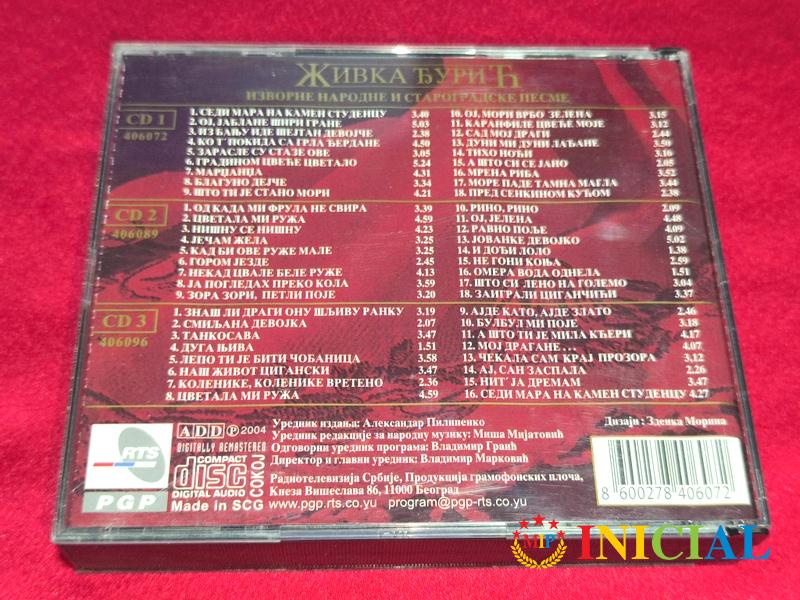 ЖИВКА ЂУРИЋ
ИЗВОРНЕ НАРОДНЕ И СТАРОГРАДСКЕ ПЕСМЕ
CD 1
406072
1. СЕДИ МАРА НА КАМЕН СТУДЕНЦУ 3.40
2. ОЈ, ЈАБЛАНЕ ШИРИ ГРАНЕ 5.03
3. ИЗ БАЊУ ИДЕ ШЕЈТАН ДЕВОЈЧЕ 2.38
4. КО Т'ПОКИДА СА ГРЛА ЂЕРДАНЕ 4.50
5. ЗАРАСЛЕ СУ СТАЗЕ ОВЕ 3.05
6. ГРАДИНОМ ЦВЕЋЕ ЦВЕТАЛО 5.24
7. МАРЦАНЦА 4.31
8. БЛАГУНО ДЕЈЧЕ 3.17
9. ШТО ТИ ЈЕ СТАНО МОРИ 4.21
10. ОЈ, МОРИ ВРБО ЗЕЛЕНА 3.15
11. КАРАНФИЛЕ ЦВЕЋЕ МОЈЕ 3.12
12. САД МОЈ ДРАГИ 2.44
13. ДУНИ МИ ДУНИ ЛАЂАНЕ 3.50
14. ТИХО НОЋИ 3.16
15. А ШТО СИ СЕ ЈАНО 2.05
16. МРЕНА РИБА 3.52
17. МОРЕ ПАДЕ ТАМНА МАГЛА 3.44
18. ПРЕД СЕНКИНОМ КУЋОМ 2.38
CD 2
406089
1. ОД КАДА МИ ФРУЛА НЕ СВИРА 3.39
2. ЦВЕТАЛА МИ РУЖА 4.59
3. НИШНУ СЕ НИШНУ 4.23
4. ЈЕЧАМ ЖЕЛА 3.25
5. КАД БИ ОВЕ РУЖЕ МАЛЕ 3.25
6. ГОРОМ ЈЕЗДЕ 2.45
7. НЕКАД ЦВАЛЕ БЕЛЕ РУЖЕ 4.13
8. ЈА ПОГЛЕДАХ ПРЕКО КОЛА 3.59
9. ЗОРА ЗОРИ, ПЕТЛИ ПОЈЕ 3.20
10. РИНО, РИНО 2.09
11. ОЈ, ЈЕЛЕНА 4.48
12. РАВНО ПОЉЕ 4.09
13. ЈОВАНКЕ ДЕВОЈКО 5.02
14. И ДОЂИ ЛОЛО 1.38
15. НЕ ГОНИ КОЊА 2.59
16. ОМЕРА ВОДА ОДНЕЛА 1.51
17. ШТО СИ ЛЕНО НА ГОЛЕМО 3.04
18. ЗАИГРАЛИ ЦИГАНЧИЋИ 3.37
CD 3
406096
1. ЗНАШ ЛИ ДРАГИ ОНУ ШЉИВУ РАНКУ 3.19
2. СМИЉАНА ДЕВОЈКА 2.07
3. ТАНКОСАВА 3.47
4. ДУГА ЊИВА 1.51
5. ЛЕПО ТИ ЈЕ БИТИ ЧОБАНИЦА 3.58
6. НАШ ЖИВОТ ЦИГАНСКИ 3.47
7. КОЛЕНИКЕ, КОЛЕНИКЕ ВРЕТЕНО 2.36
8. ЦВЕТАЛА МИ РУЖА 4.59
9. АЈДЕ КАТО, АЈДЕ ЗЛАТО 2.46
10. БУЛБУЛ МИ ПОЈЕ 3.18
11. А ШТО ТИ ЈЕ МИЛА КЋЕРИ 4.17
12. МОЈ ДРАГАНЕ... 4.07
13. ЧЕКАЛА САМ КРАЈ ПРОЗОРА 3,12
14. АЈ, САН ЗАСПАЛА 2.26
15. НИТ'ЈА ДРЕМАМ 3.47
16. СЕДИ МАРА НА КАМЕН СТУДЕНЦУ 4.27
RTS
PGP
ADD P 2004
DIGITALLY REMASTERED
COMPACT
disc
DIGITAL AUDIO
СОКОЈ
Made in SCG
Уредник издања: Александар Пилипенко
Уредник редакције за народну музику: Миша Мијатовић
Одговорни уредник програма: Владимир Граић
Директор и главни уредник: Владимир Марковић
Радиотелевизија Србије, Продукција грамофонских плоча,
Кнеза Вишеслава 86, 11000 Београд
www.pgp-rts.co.yu program@pgp-rts.co.yu
Дизајн: Зденка Морина
8 600278 406072
MIP INICIAL